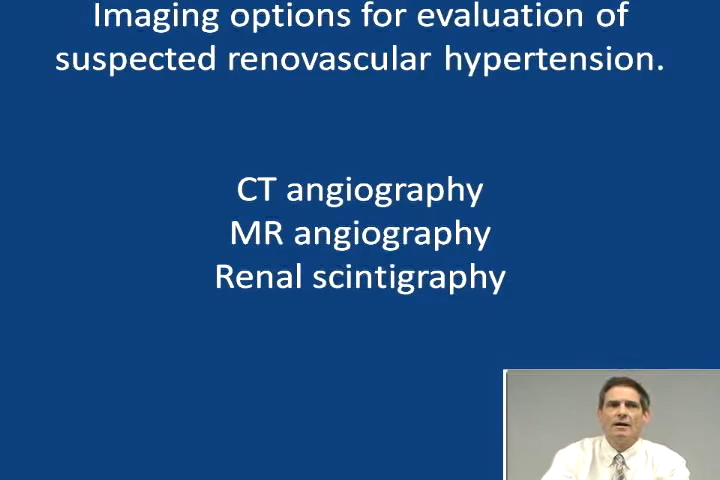 Imaging options for evaluation of
suspected renovascular hypertension.
CT angiography
MR angiography
Renal scintigraphy